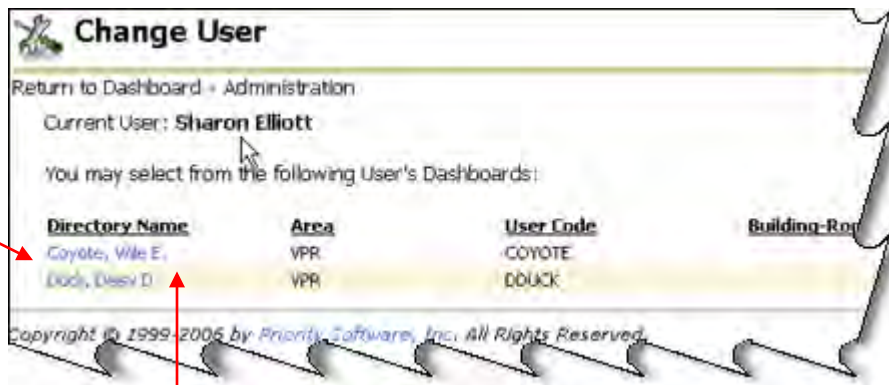 Change User
Return to Dashboard - Administration
Current User: Sharon Elliott
You may select from the following User's Dashboards:
Directory Name Area User Code Building-Ro
Coyote, Wile E. VPR COYOTE
Duck, D VPR DDUCK
Copyright © 1999-2006 by Priority Software, Inc. All Rights Reserved.